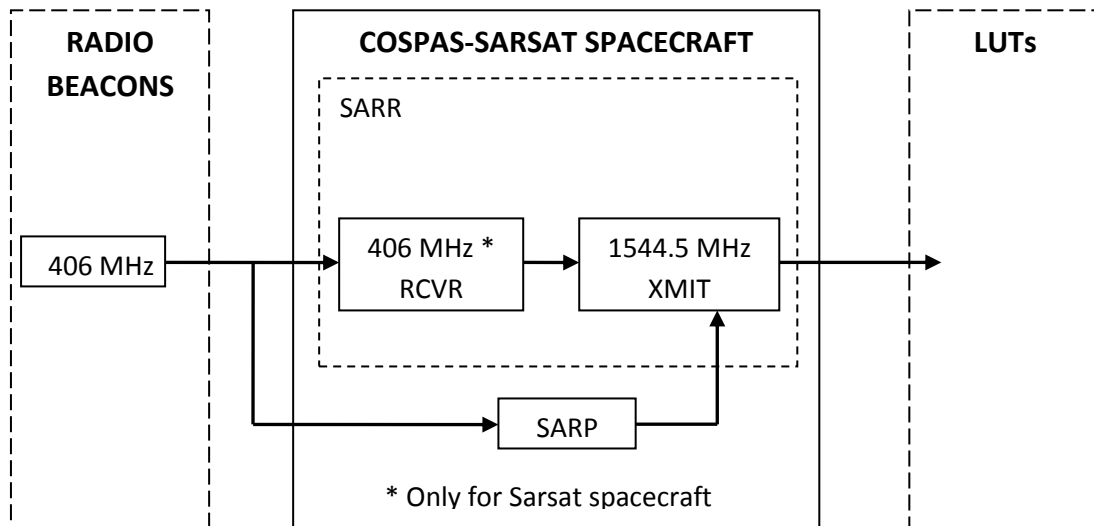 RADIO
BEACONS
COSPAS-SARSAT SPACECRAFT
LUTs
SARR
406 MHz
406 MHz *
RCVR
1544.5 MHz
XMIT
SARP
* Only for Sarsat spacecraft